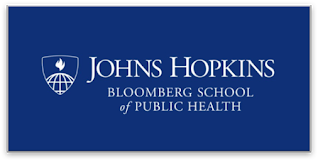 JOHNS HOPKINS
BLOOMBERG SCHOOL
of PUBLIC HEALTH